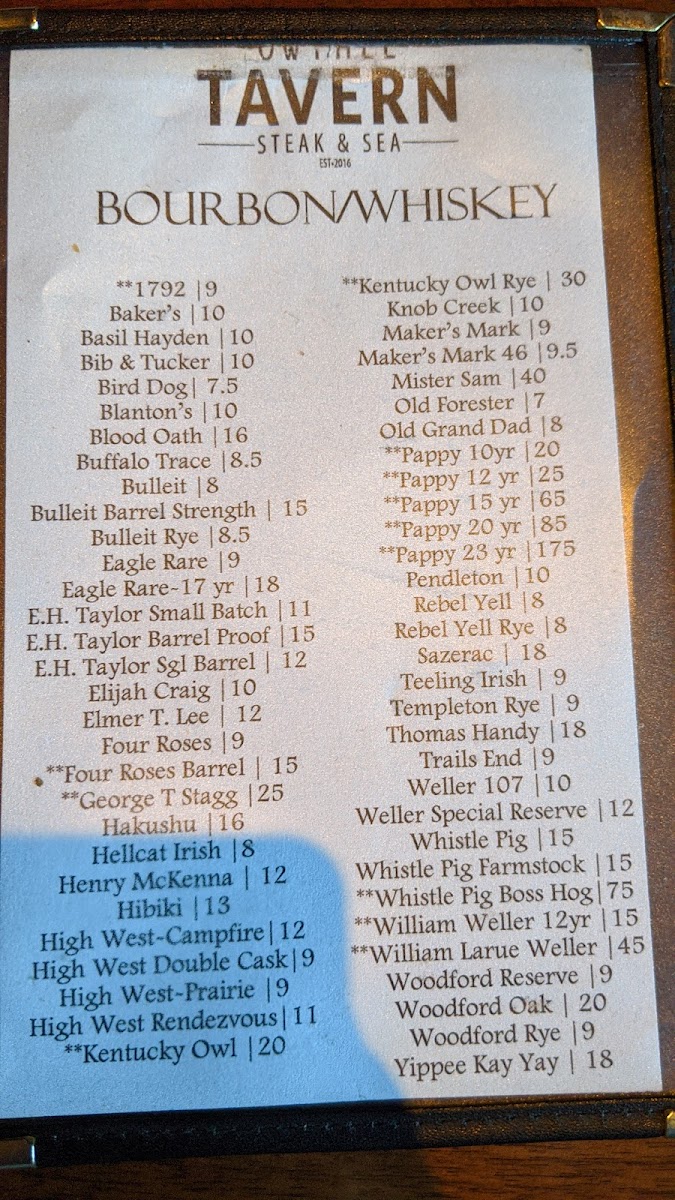 TAVERN
STEAK & SEA
EST•2016
BOURBON/WHISKEY
**1792 |9
Baker's |10
Basil Hayden |10
Bib & Tucker |10
Bird Dog| 7.5
Blanton's |10
Blood Oath |16
Buffalo Trace |8.5
Bulleit |8
Bulleit Barrel Strength | 15
Bulleit Rye |8.5
Eagle Rare |9
Eagle Rare-17 yr |18
E.H. Taylor Small Batch |11
E.H. Taylor Barrel Proof |15
E.H. Taylor Sgl Barrel | 12
Elijah Craig |10
Elmer T. Lee | 12
Four Roses |9
**Four Roses Barrel | 15
**George T Stagg |25
Hakushu |16
Hellcat Irish |8
Henry McKenna | 12
Hibiki |13
High West-Campfire| 12
High West Double Cask|9
High West-Prairie |9
High West Rendezvous|11
**Kentucky Owl |20
**Kentucky Owl Rye | 30
Knob Creek |10
Maker's Mark |9
Maker's Mark 46 |9.5
Mister Sam |40
Old Forester |7
Old Grand Dad |8
**Pappy 10yr |20
**Pappy 12 yr |25
**Pappy 15 yr |65
**Pappy 20 yr |85
**Pappy 23 yr |175
Pendleton |10
Rebel Yell |8
Rebel Yell Rye |8
Sazerac | 18
Teeling Irish | 9
Templeton Rye | 9
Thomas Handy |18
Trails End |9
Weller 107 |10
Weller Special Reserve |12
Whistle Pig |15
Whistle Pig Farmstock |15
**Whistle Pig Boss Hog|75
**William Weller 12yr |15
**William Larue Weller |45
Woodford Reserve |9
Woodford Oak | 20
Woodford Rye |9
Yippee Kay Yay | 18